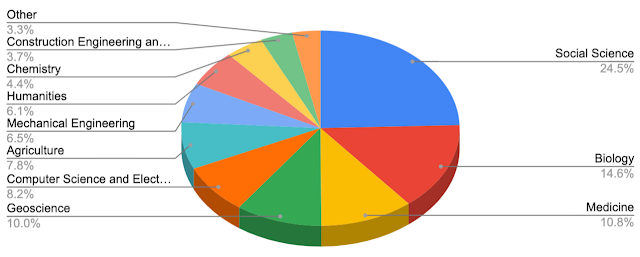 Other
3.3%
Construction Engineering an…
3.7%
Chemistry
4.4%
Humanities
6.1%
Mechanical Engineering
6.5%
Agriculture
7.8%
Computer Science and Elect…
8.2%
Geoscience
10.0%
Social Science
24.5%
Biology
14.6%
Medicine
10.8%